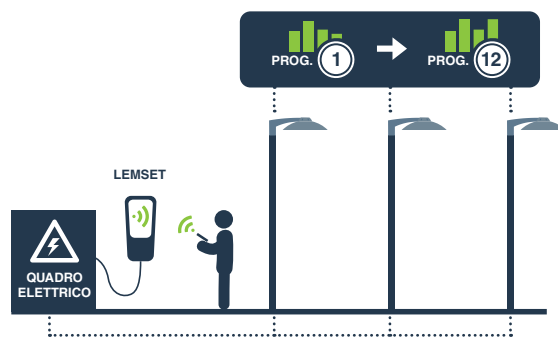 PROG. 1
PROG. 12
LEMSET
QUADRO
ELETTRICO